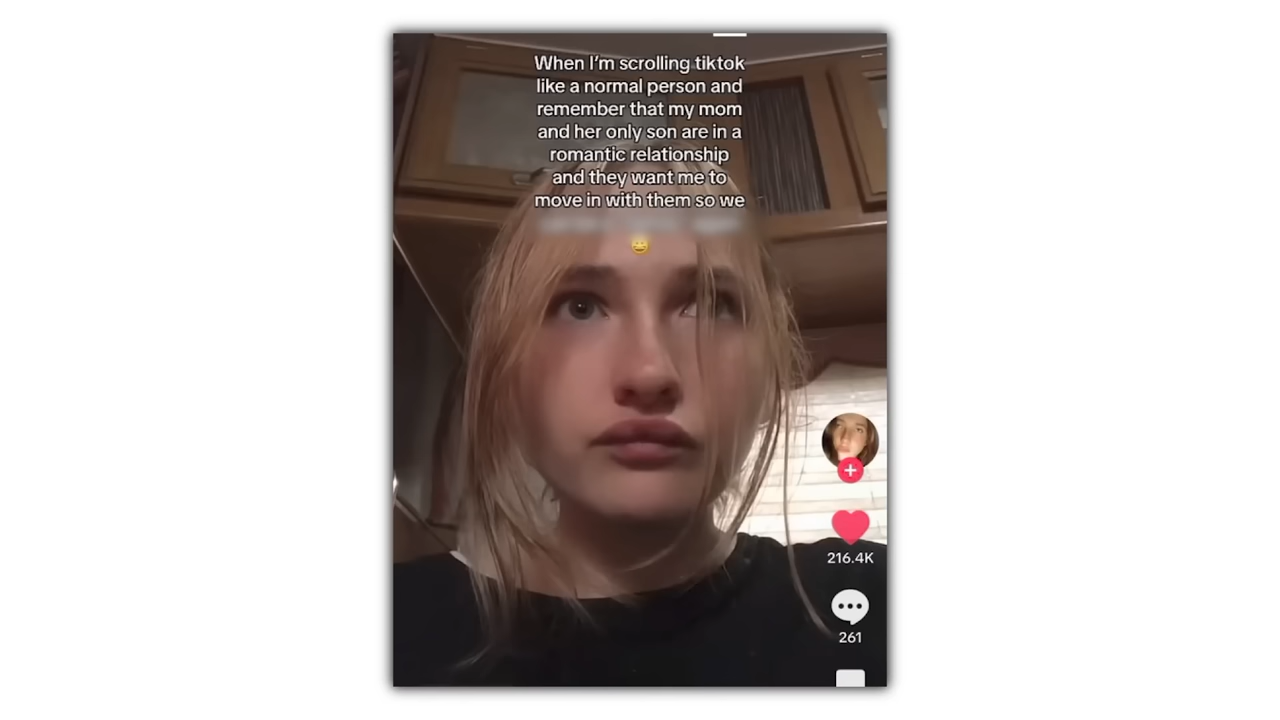 When I'm scrolling tiktok
like a normal person and
remember that my mom
and her only son are in a
romantic relationship
and they want me to
move in with them so we
😄
216.4K
261